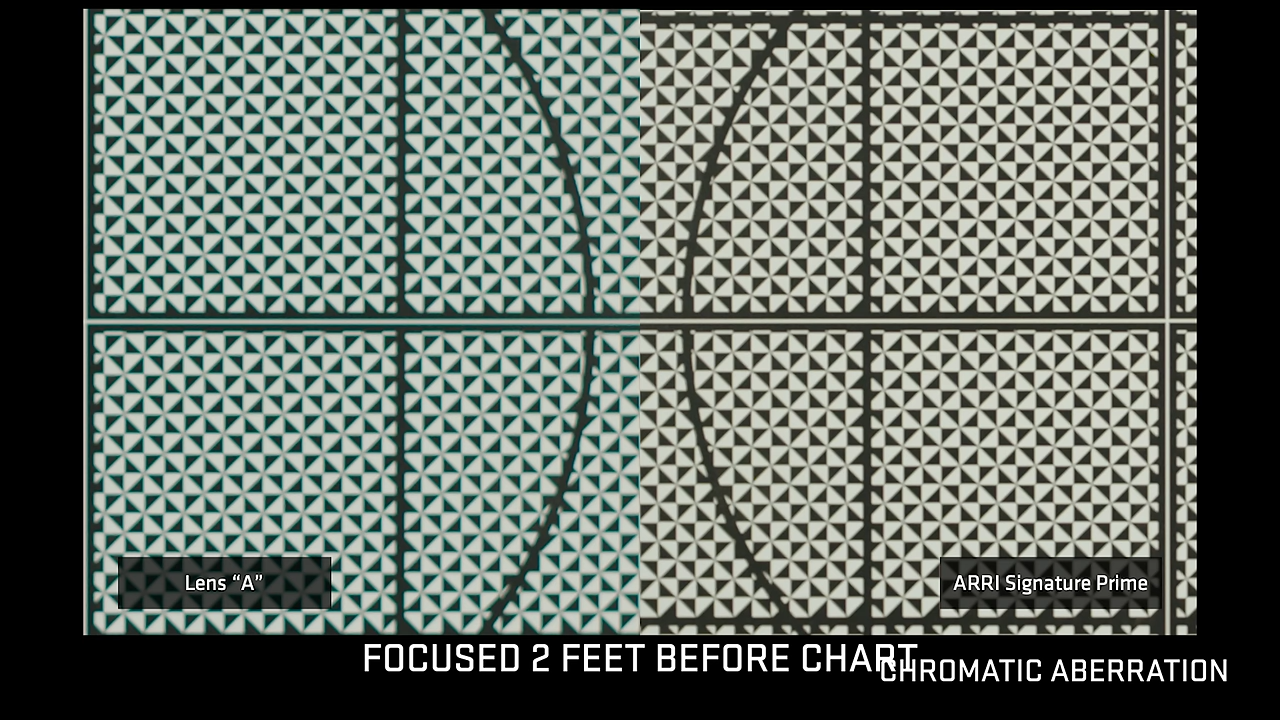 Lens “A”
ARRI Signature Prime
FOCUSED 2 FEET BEFORE CHART
CHROMATIC ABERRATION